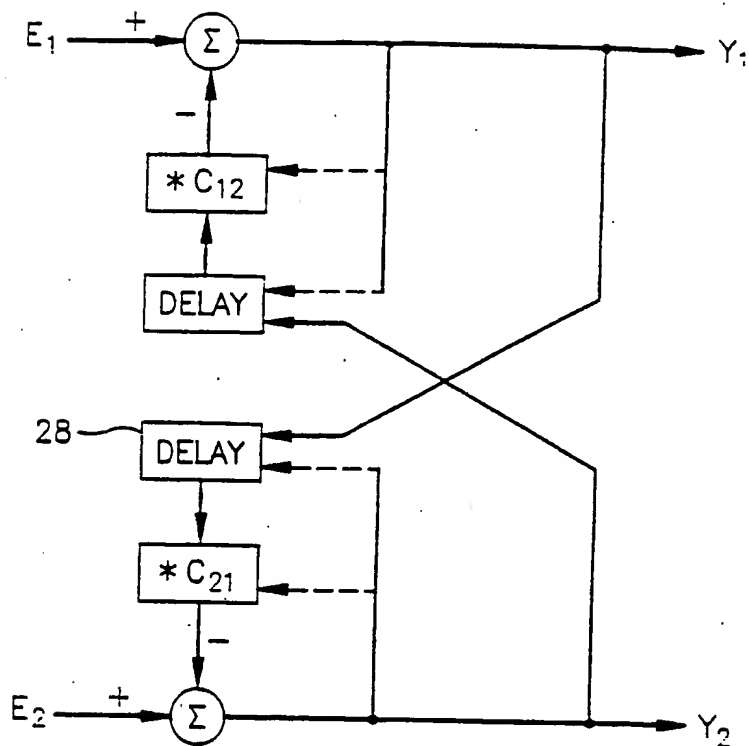 E₁ + Σ Y₁
−
* C₁₂
DELAY
28 DELAY
* C₂₁
−
E₂ + Σ Y₂